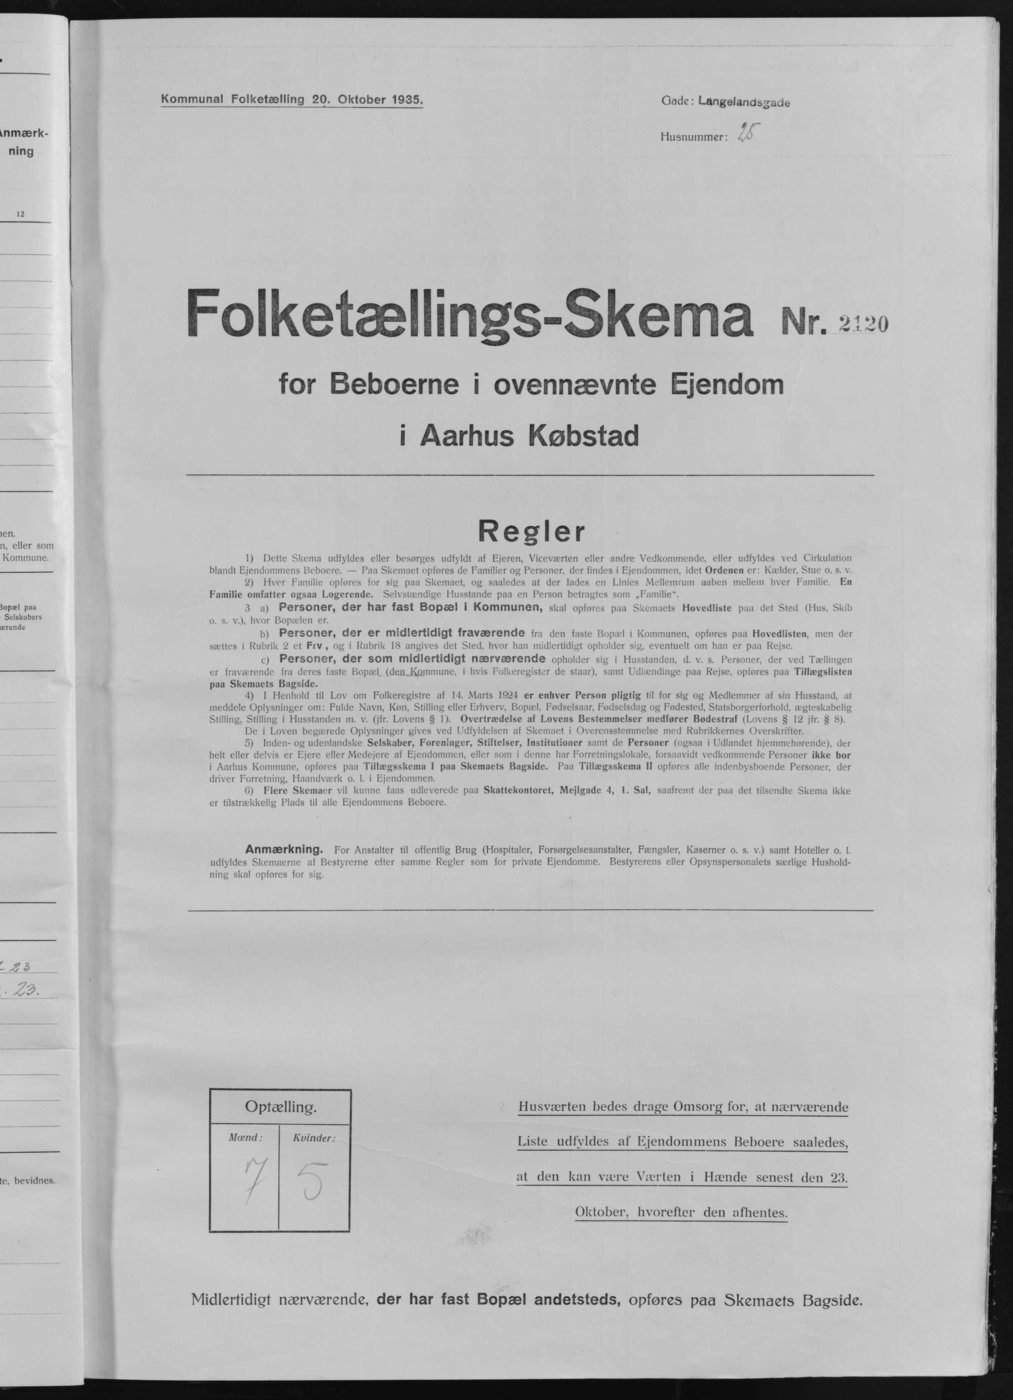 Anmærk-
ning
12
en, eller som
Kommune.
Bopæl paa
Selskabers
23
23.
bevidnes.
Kommunal Folketælling 20. Oktober 1935.
Gade: Langelandsgade
Husnummer: 25
Folketællings-Skema Nr. 2120
for Beboerne i ovennævnte Ejendom
i Aarhus Købstad
Regler
1) Dette Skema udfyldes eller besørges udfyldt af Ejeren, Viceværten eller andre Vedkommende, eller udfyldes ved Cirkulation
blandt Ejendommens Beboere. — Paa Skemaet opføres de Familier og Personer, der findes i Ejendommen, idet Ordenen er: Kælder, Stue o. s. v.
2) Hver Familie opføres for sig paa Skemaet, og saaledes at der lades en Linies Mellemrum aaben mellem hver Familie. En
Familie omfatter ogsaa Logerende. Selvstændige Husstande paa en Person betragtes som „Familie“.
3 a) Personer, der har fast Bopæl i Kommunen, skal opføres paa Skemaets Hovedliste paa det Sted (Hus, Skib
o. s. v.), hvor Bopælen er.
b) Personer, der er midlertidigt fraværende fra den faste Bopæl i Kommunen, opføres paa Hovedlisten, men der
sættes i Rubrik 2 et Frv, og i Rubrik 18 angives det Sted, hvor han midlertidigt opholder sig, eventuelt om han er paa Rejse.
c) Personer, der som midlertidigt nærværende opholder sig i Husstanden, d. v. s. Personer, der ved Tællingen
er fraværende fra deres faste Bopæl (den Kommune, i hvis Folkeregister de staar), samt Udlændinge paa Rejse, opføres paa Tillægslisten
paa Skemaets Bagside.
4) I Henhold til Lov om Folkeregistre af 14. Marts 1924 er enhver Person pligtig til for sig og Medlemmer af sin Husstand, at
meddele Oplysninger om: Fulde Navn, Køn, Stilling eller Erhverv, Bopæl, Fødselsaar, Fødselsdag og Fødested, Statsborgerforhold, ægteskabelig
Stilling, Stilling i Husstanden m. v. (jfr. Lovens § 1). Overtrædelse af Lovens Bestemmelser medfører Bødestraf (Lovens § 12 jfr. § 8).
De i Loven begærede Oplysninger gives ved Udfyldelsen af Skemaet i Overensstemmelse med Rubrikkernes Overskrifter.
5) Inden- og udenlandske Selskaber, Foreninger, Stiftelser, Institutioner samt de Personer (ogsaa i Udlandet hjemmehørende), der
helt eller delvis er Ejere eller Medejere af Ejendommen, eller som i denne har Forretningslokale, forsaavidt vedkommende Personer ikke bor
i Aarhus Kommune, opføres paa Tillægsskema I paa Skemaets Bagside. Paa Tillægsskema II opføres alle indenbysboende Personer, der
driver Forretning, Haandværk o. l. i Ejendommen.
6) Flere Skemaer vil kunne faas udleverede paa Skattekontoret, Mejlgade 4, 1. Sal, saafremt der paa det tilsendte Skema ikke
er tilstrækkelig Plads til alle Ejendommens Beboere.
Anmærkning. For Anstalter til offentlig Brug (Hospitaler, Forsørgelsesanstalter, Fængsler, Kaserner o. s. v.) samt Hoteller o. l.
udfyldes Skemaerne af Bestyrerne efter samme Regler som for private Ejendomme. Bestyrerens eller Opsynspersonalets særlige Hushold-
ning skal opføres for sig.
Optælling.
Mænd: Kvinder:
7 5
Husværten bedes drage Omsorg for, at nærværende
Liste udfyldes af Ejendommens Beboere saaledes,
at den kan være Værten i Hænde senest den 23.
Oktober, hvorefter den afhentes.
Midlertidigt nærværende, der har fast Bopæl andetsteds, opføres paa Skemaets Bagside.